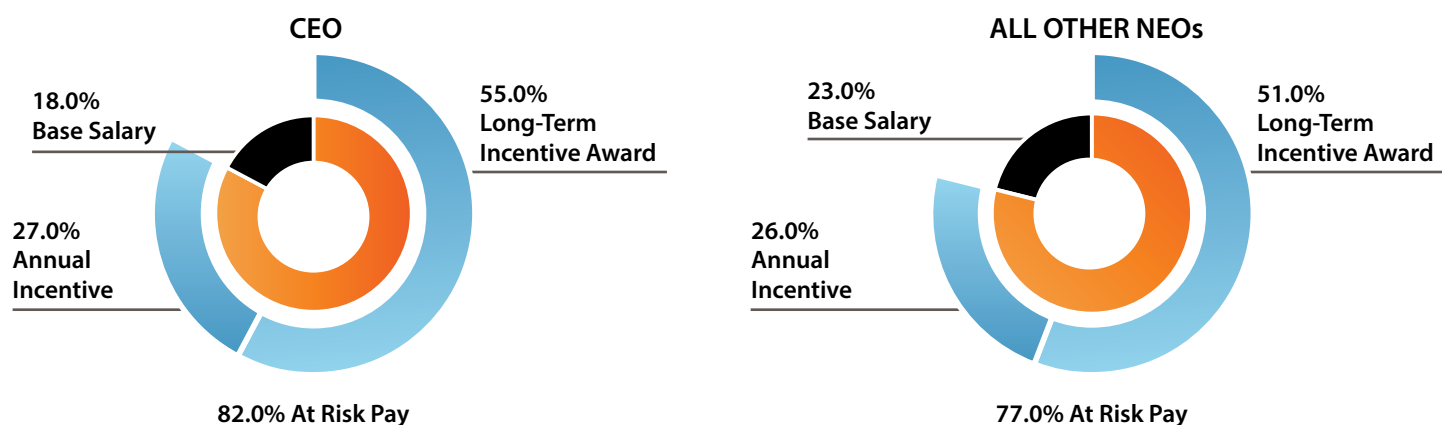 CEO
18.0%
Base Salary
55.0%
Long-Term
Incentive Award
27.0%
Annual
Incentive
82.0% At Risk Pay
ALL OTHER NEOs
23.0%
Base Salary
51.0%
Long-Term
Incentive Award
26.0%
Annual
Incentive
77.0% At Risk Pay